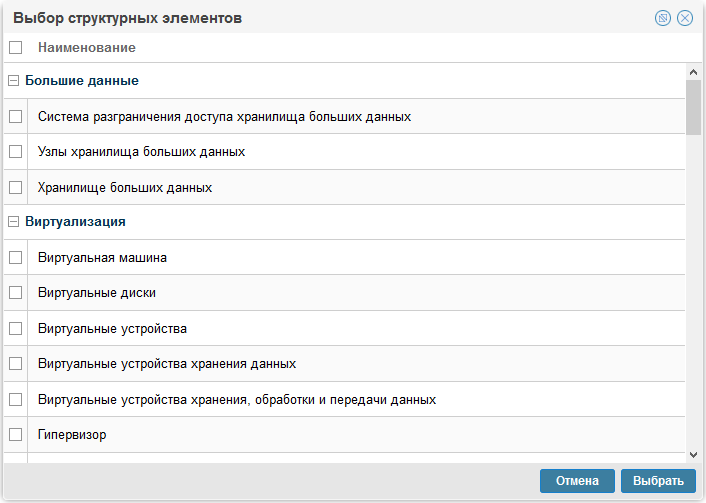 Выбор структурных элементов
Наименование
Большие данные
Система разграничения доступа хранилища больших данных
Узлы хранилища больших данных
Хранилище больших данных
Виртуализация
Виртуальная машина
Виртуальные диски
Виртуальные устройства
Виртуальные устройства хранения данных
Виртуальные устройства хранения, обработки и передачи данных
Гипервизор
Отмена
Выбрать